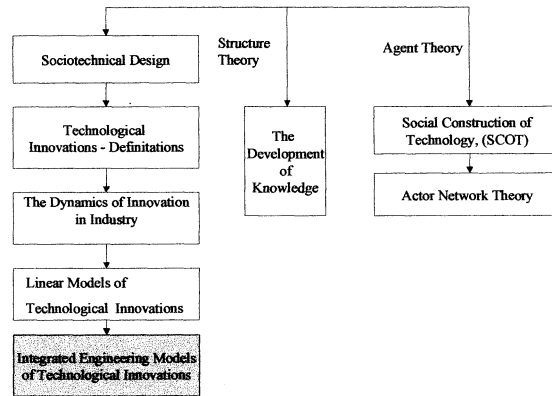 Sociotechnical Design
Structure
Theory
Agent Theory
Technological
Innovations - Definitations
The
Development
of
Knowledge
Social Construction of
Technology, (SCOT)
Actor Network Theory
The Dynamics of Innovation
in Industry
Linear Models of
Technological Innovations
Integrated Engineering Models
of Technological Innovations